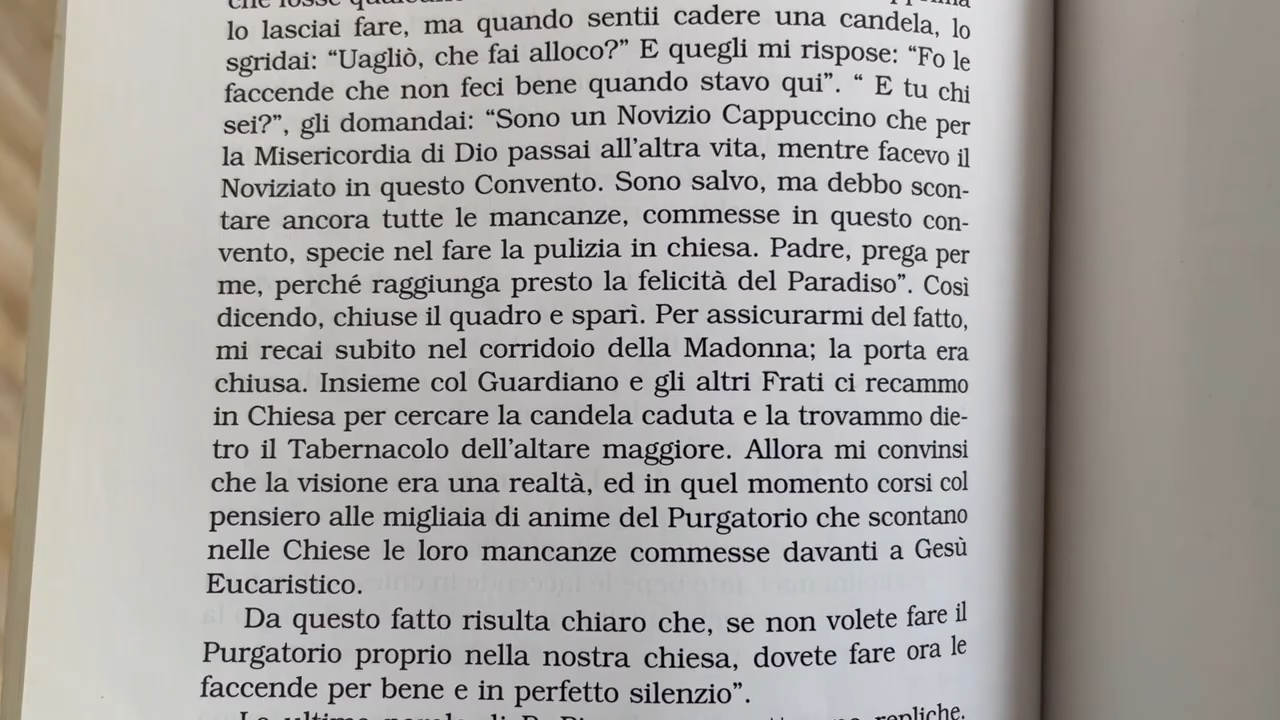 lo lasciai fare, ma quando sentii cadere una candela, lo
sgridai: “Uagliò, che fai alloco?” E quegli mi rispose: “Fo le
faccende che non feci bene quando stavo qui”. “ E tu chi
sei?”, gli domandai: “Sono un Novizio Cappuccino che per
la Misericordia di Dio passai all’altra vita, mentre facevo il
Noviziato in questo Convento. Sono salvo, ma debbo scon-
tare ancora tutte le mancanze, commesse in questo con-
vento, specie nel fare la pulizia in chiesa. Padre, prega per
me, perché raggiunga presto la felicità del Paradiso”. Così
dicendo, chiuse il quadro e sparì. Per assicurarmi del fatto,
mi recai subito nel corridoio della Madonna; la porta era
chiusa. Insieme col Guardiano e gli altri Frati ci recammo
in Chiesa per cercare la candela caduta e la trovammo die-
tro il Tabernacolo dell’altare maggiore. Allora mi convinsi
che la visione era una realtà, ed in quel momento corsi col
pensiero alle migliaia di anime del Purgatorio che scontano
nelle Chiese le loro mancanze commesse davanti a Gesù
Eucaristico.
Da questo fatto risulta chiaro che, se non volete fare il
Purgatorio proprio nella nostra chiesa, dovete fare ora le
faccende per bene e in perfetto silenzio”.
repliche.